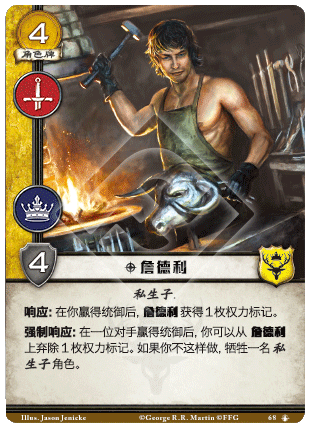 4
角色牌
4
詹德利
私生子.
响应: 在你赢得统御后, 詹德利 获得1枚权力标记。
强制响应: 在一位对手赢得统御后, 你可以从 詹德利
上弃除1枚权力标记。如果你不这样做, 牺牲一名 私
生子 角色。
Illus. Jason Jenicke ©George R.R. Martin ©FFG 68